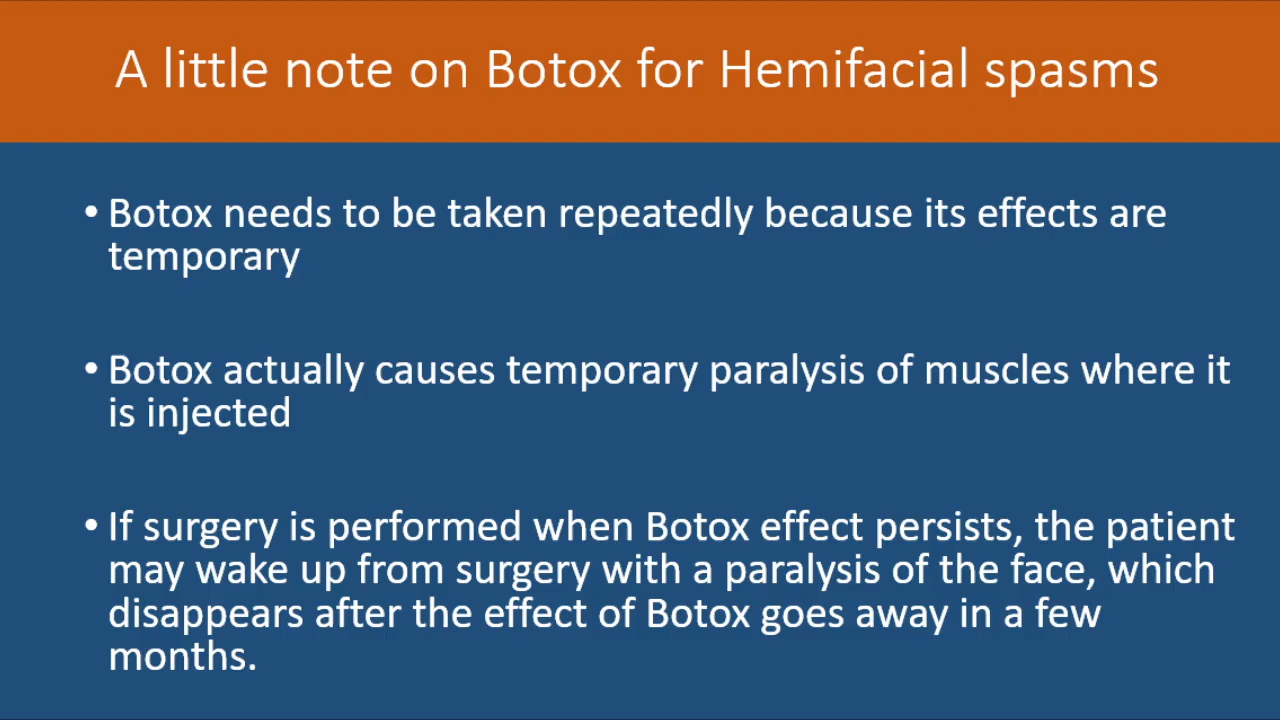 A little note on Botox for Hemifacial spasms
• Botox needs to be taken repeatedly because its effects are
temporary
• Botox actually causes temporary paralysis of muscles where it
is injected
• If surgery is performed when Botox effect persists, the patient
may wake up from surgery with a paralysis of the face, which
disappears after the effect of Botox goes away in a few
months.